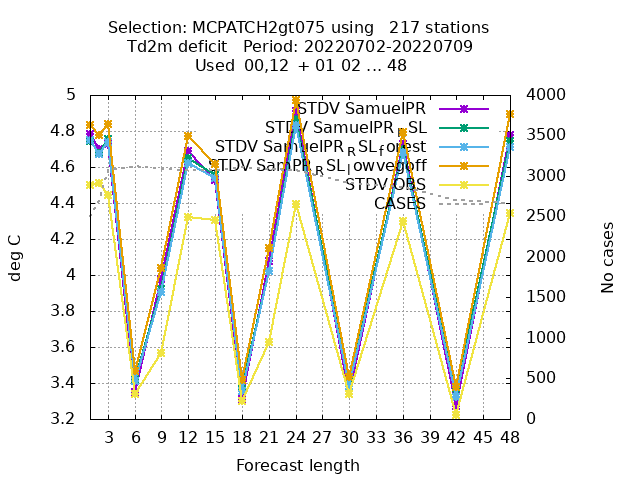 Selection: MCPATCH2gt075 using   217 stations
Td2m deficit   Period: 20220702-20220709
Used  00,12  + 01 02 ... 48
5
4.8
4.6
4.4
4.2
4
3.8
3.6
3.4
3.2
deg C
4000
3500
3000
2500
2000
1500
1000
500
0
No cases
STDV SamuelPR
STDV SamuelPR_RSL
STDV SamuelPR_RSL_forest
STDV SamPR_RSL_lowvegoff
STDV OBS
CASES
3 6 9 12 15 18 21 24 27 30 33 36 39 42 45 48
Forecast length